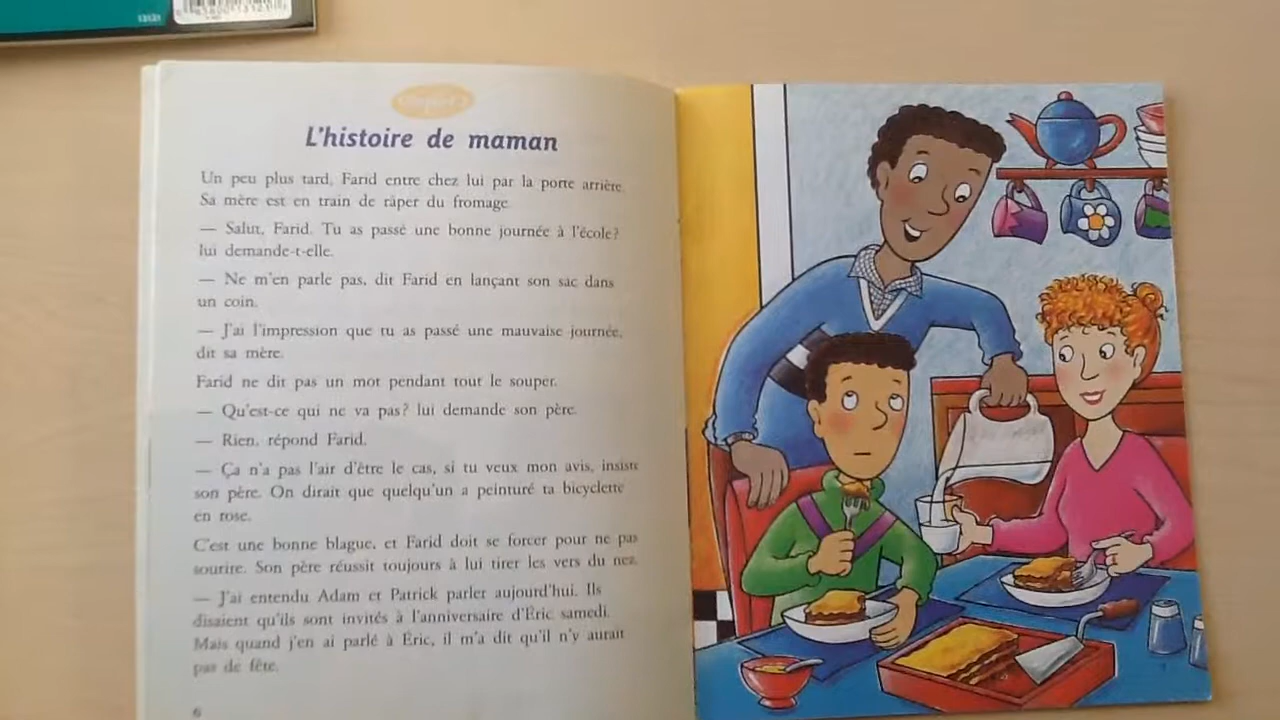 13131
L'histoire de maman
Un peu plus tard, Farid entre chez lui par la porte arrière.
Sa mère est en train de râper du fromage.
— Salut, Farid. Tu as passé une bonne journée à l'école?
lui demande-t-elle.
— Ne m'en parle pas, dit Farid en lançant son sac dans
un coin.
— J'ai l'impression que tu as passé une mauvaise journée,
dit sa mère.
Farid ne dit pas un mot pendant tout le souper.
— Qu'est-ce qui ne va pas? lui demande son père.
— Rien, répond Farid.
— Ça n'a pas l'air d'être le cas, si tu veux mon avis, insiste
son père. On dirait que quelqu'un a peinturé ta bicyclette
en rose.
C'est une bonne blague, et Farid doit se forcer pour ne pas
sourire. Son père réussit toujours à lui tirer les vers du nez.
— J'ai entendu Adam et Patrick parler aujourd'hui. Ils
disaient qu'ils sont invités à l'anniversaire d'Éric samedi.
Mais quand j'en ai parlé à Éric, il m'a dit qu'il n'y aurait
pas de fête.
6